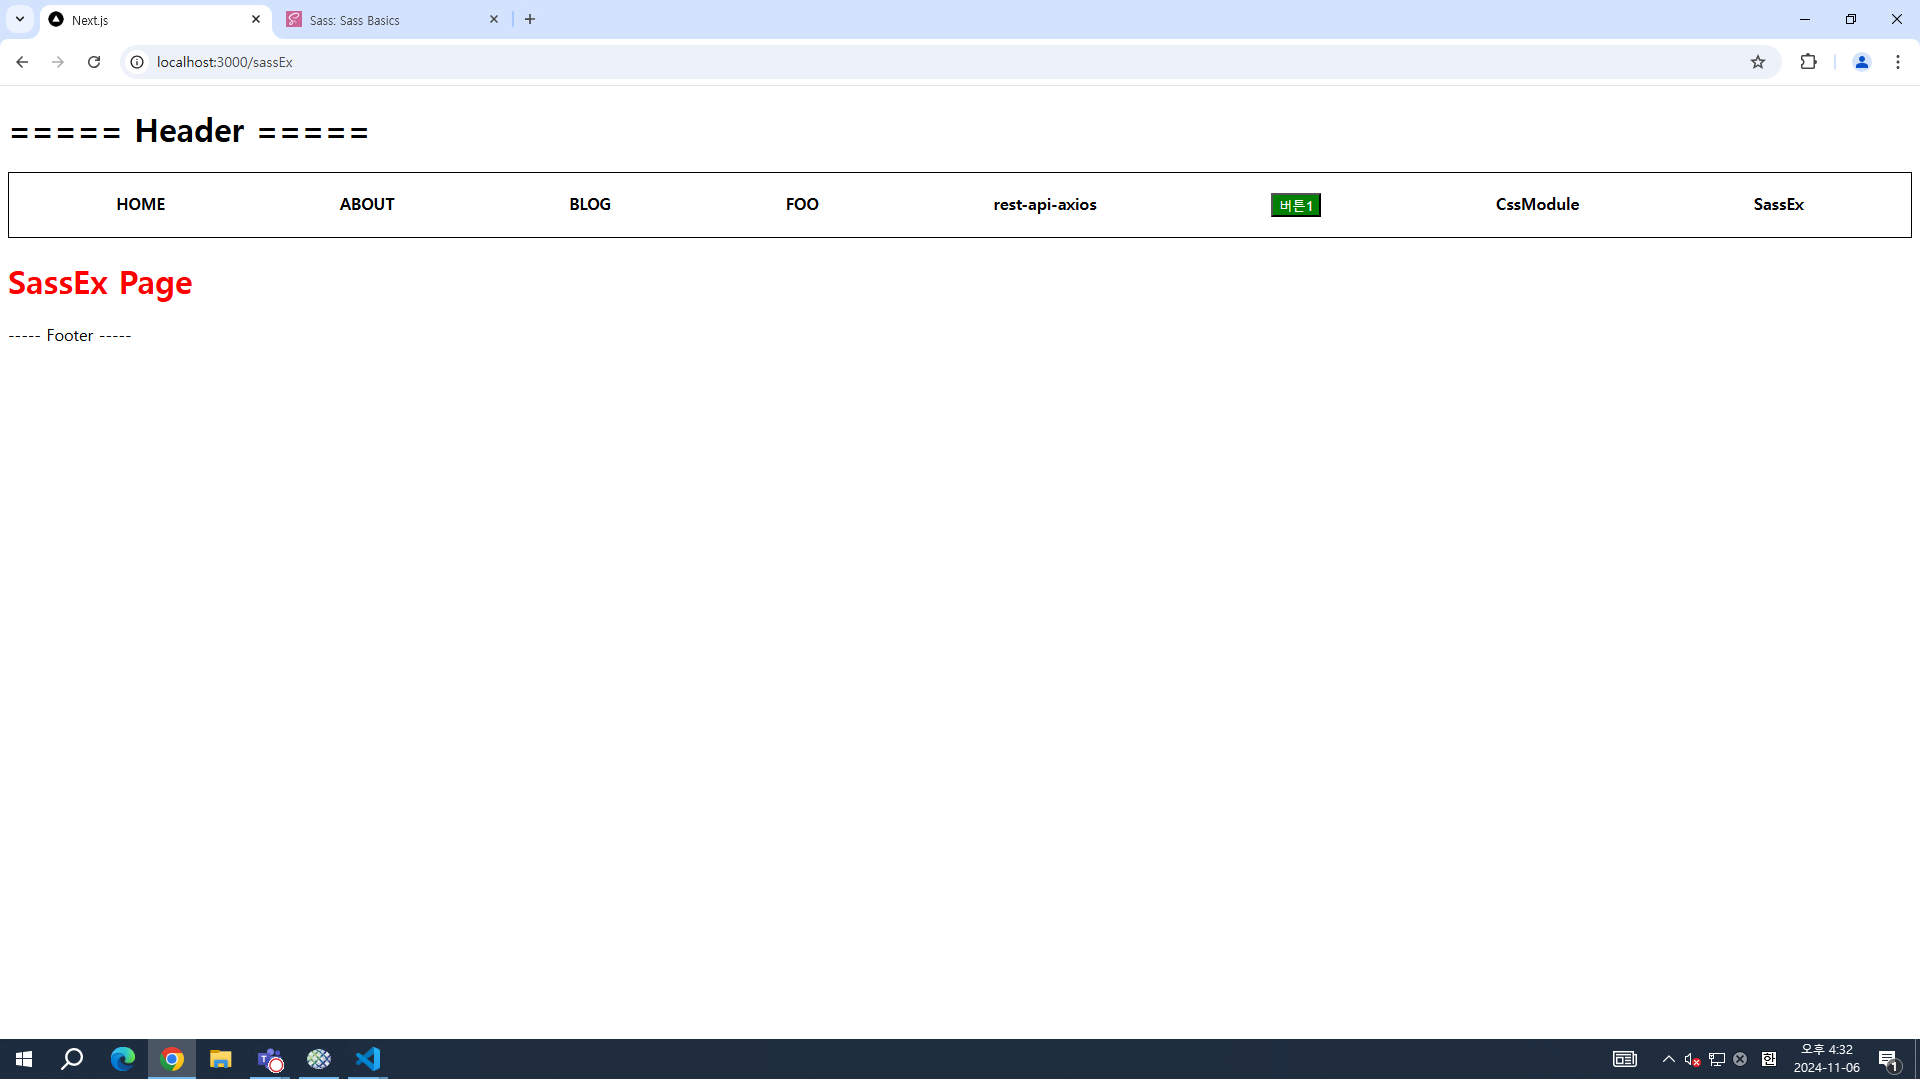 Next.js
Sass: Sass Basics
localhost:3000/sassEx
===== Header =====
HOME ABOUT BLOG FOO rest-api-axios 버튼1 CssModule SassEx
SassEx Page
----- Footer -----
한
오후 4:32
2024-11-06
1